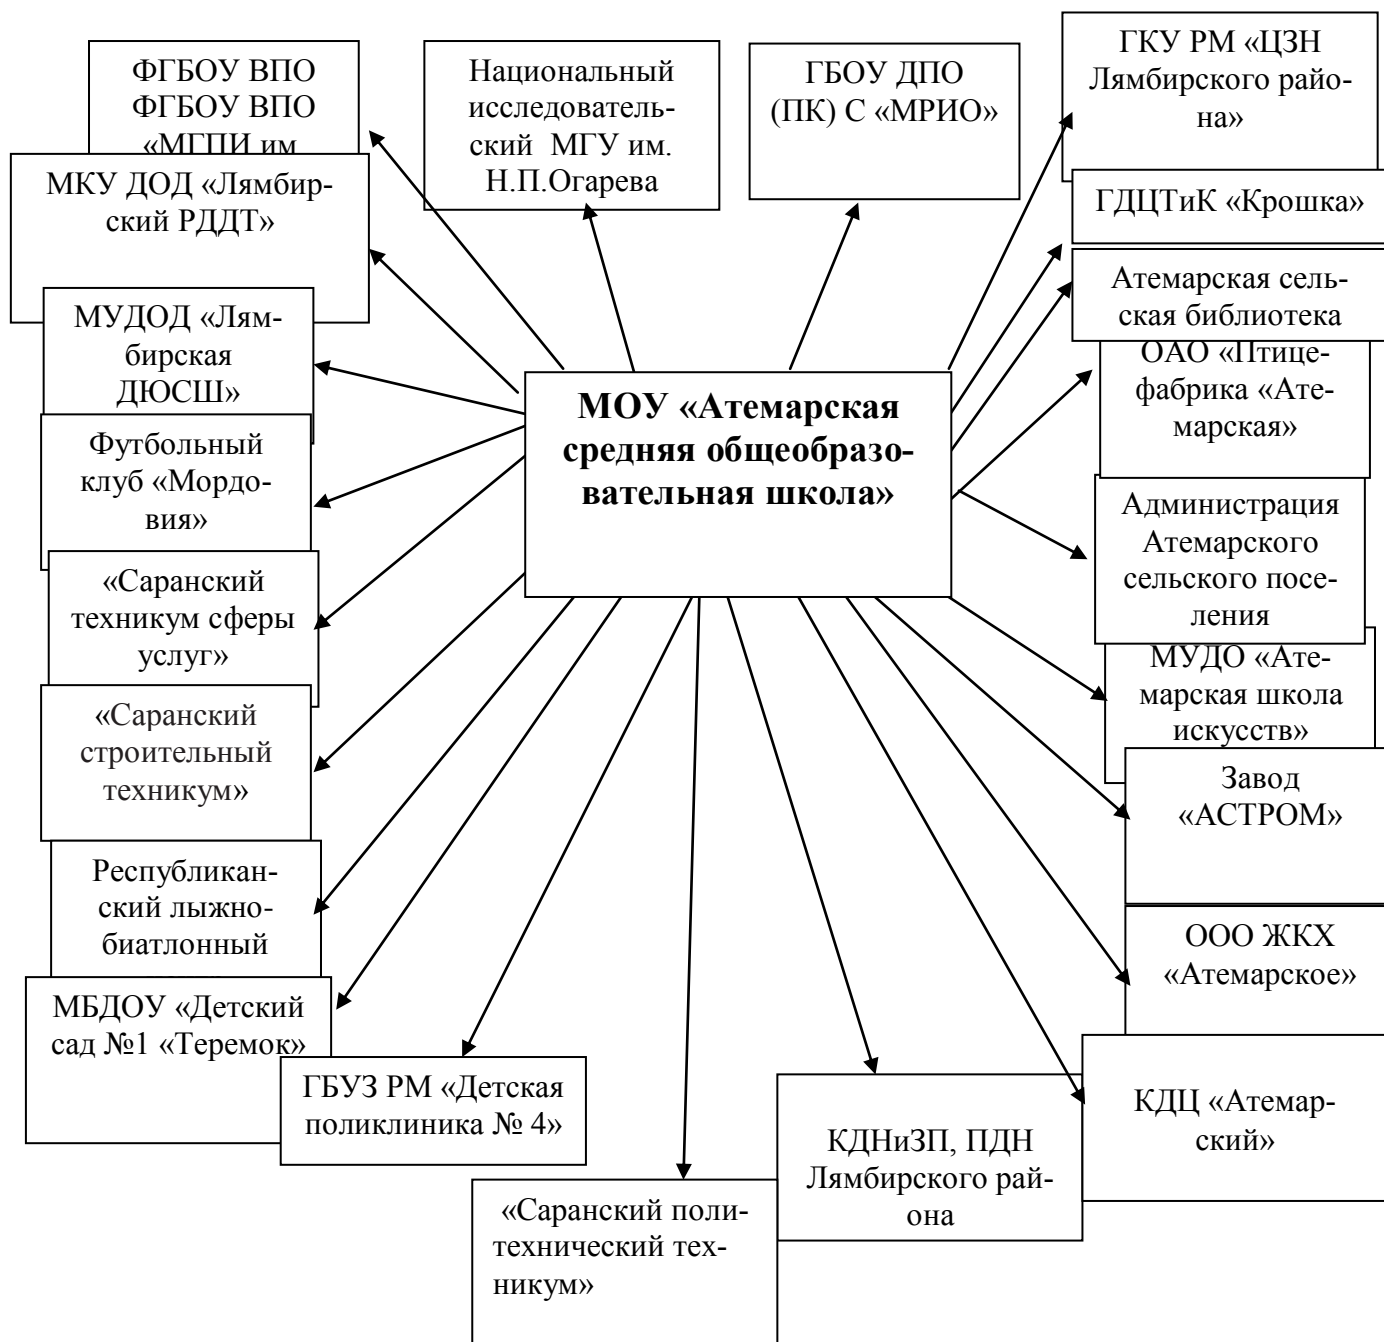 ФГБОУ ВПО
ФГБОУ ВПО
«МГПИ им
Национальный
исследователь-
ский МГУ им.
Н.П.Огарева
ГБОУ ДПО
(ПК) С «МРИО»
ГКУ РМ «ЦЗН
Лямбирского райо-
на»
МКУ ДОД «Лямбир-
ский РДДТ»
ГДЦТиК «Крошка»
Атемарская сель-
ская библиотека
МУДОД «Лям-
бирская
ДЮСШ»
ОАО «Птице-
фабрика «Ате-
марская»
МОУ «Атемарская
средняя общеобразо-
вательная школа»
Футбольный
клуб «Мордо-
вия»
Администрация
Атемарского
сельского посе-
ления
«Саранский
техникум сферы
услуг»
МУДО «Ате-
марская школа
искусств»
«Саранский
строительный
техникум»
Завод
«АСТРОМ»
Республикан-
ский лыжно-
биатлонный
ООО ЖКХ
«Атемарское»
МБДОУ «Детский
сад №1 «Теремок»
ГБУЗ РМ «Детская
поликлиника № 4»
КДНиЗП, ПДН
Лямбирского рай-
она
КДЦ «Атемар-
ский»
«Саранский поли-
технический тех-
никум»